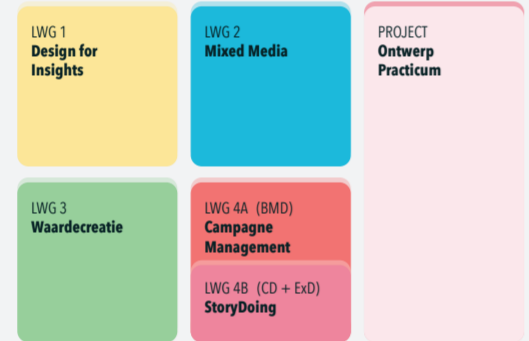 LWG 1
Design for
Insights
LWG 2
Mixed Media
PROJECT
Ontwerp
Practicum
LWG 3
Waardecreatie
LWG 4A (BMD)
Campagne
Management
LWG 4B (CD + ExD)
StoryDoing